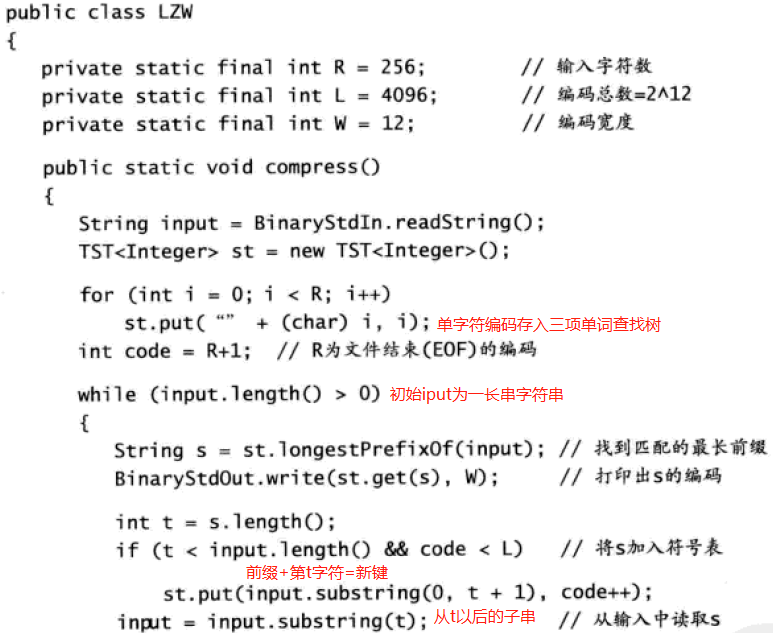 public class LZW
{
private static final int R = 256; // 输入字符数
private static final int L = 4096; // 编码总数=2^12
private static final int W = 12; // 编码宽度
public static void compress()
{
String input = BinaryStdIn.readString();
TST<Integer> st = new TST<Integer>();
for (int i = 0; i < R; i++)
st.put( “” + (char) i, i); 单字符编码存入三项单词查找树
int code = R+1; // R为文件结束(EOF)的编码
while (input.length() > 0) 初始iput为一长串字符串
{
String s = st.longestPrefixOf(input); // 找到匹配的最长前缀
BinaryStdOut.write(st.get(s), W); // 打印出s的编码
int t = s.length();
if (t < input.length() && code < L) // 将s加入符号表
前缀+第t字符=新键
st.put(input.substring(0, t + 1), code++);
input = input.substring(t); 从t以后的子串 // 从输入中读取s